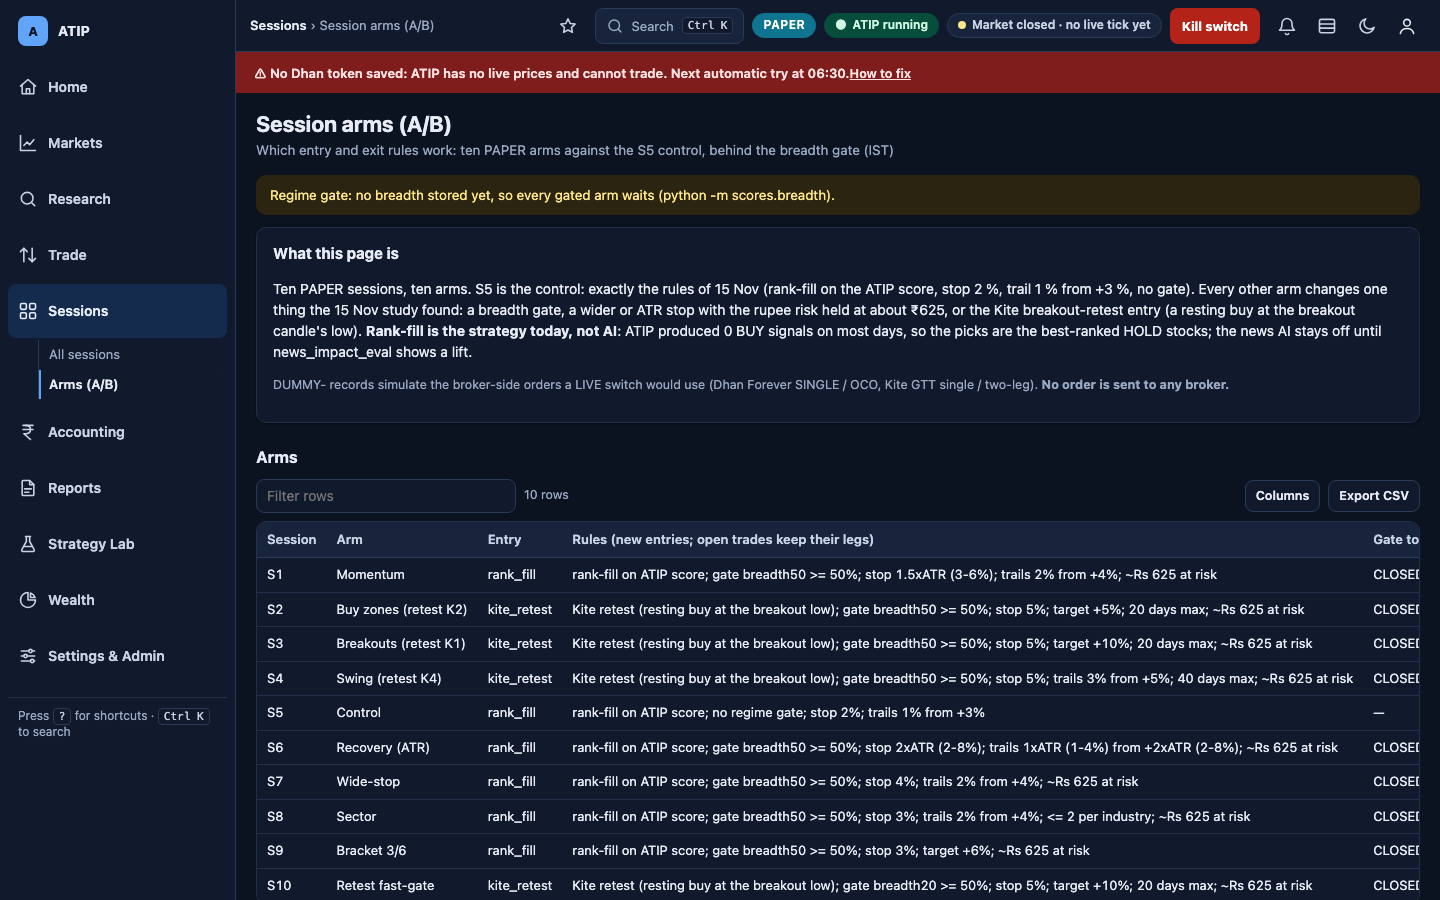 A ATIP
Home
Markets
Research
Trade
Sessions
All sessions
Arms (A/B)
Accounting
Reports
Strategy Lab
Wealth
Settings & Admin
Press ? for shortcuts · Ctrl K
to search
Sessions › Session arms (A/B)
Search Ctrl K
PAPER
ATIP running
Market closed · no live tick yet
Kill switch
⚠ No Dhan token saved: ATIP has no live prices and cannot trade. Next automatic try at 06:30.How to fix
Session arms (A/B)
Which entry and exit rules work: ten PAPER arms against the S5 control, behind the breadth gate (IST)
Regime gate: no breadth stored yet, so every gated arm waits (python -m scores.breadth).
What this page is
Ten PAPER sessions, ten arms. S5 is the control: exactly the rules of 15 Nov (rank-fill on the ATIP score, stop 2 %, trail 1 % from +3 %, no gate). Every other arm changes one
thing the 15 Nov study found: a breadth gate, a wider or ATR stop with the rupee risk held at about ₹625, or the Kite breakout-retest entry (a resting buy at the breakout
candle's low). Rank-fill is the strategy today, not AI: ATIP produced 0 BUY signals on most days, so the picks are the best-ranked HOLD stocks; the news AI stays off until
news_impact_eval shows a lift.
DUMMY- records simulate the broker-side orders a LIVE switch would use (Dhan Forever SINGLE / OCO, Kite GTT single / two-leg). No order is sent to any broker.
Arms
Filter rows
10 rows
Columns
Export CSV
Session Arm Entry Rules (new entries; open trades keep their legs) Gate to
S1 Momentum rank_fill rank-fill on ATIP score; gate breadth50 >= 50%; stop 1.5xATR (3-6%); trails 2% from +4%; ~Rs 625 at risk CLOSED
S2 Buy zones (retest K2) kite_retest Kite retest (resting buy at the breakout low); gate breadth50 >= 50%; stop 5%; target +5%; 20 days max; ~Rs 625 at risk CLOSED
S3 Breakouts (retest K1) kite_retest Kite retest (resting buy at the breakout low); gate breadth50 >= 50%; stop 5%; target +10%; 20 days max; ~Rs 625 at risk CLOSED
S4 Swing (retest K4) kite_retest Kite retest (resting buy at the breakout low); gate breadth50 >= 50%; stop 5%; trails 3% from +5%; 40 days max; ~Rs 625 at risk CLOSED
S5 Control rank_fill rank-fill on ATIP score; no regime gate; stop 2%; trails 1% from +3% —
S6 Recovery (ATR) rank_fill rank-fill on ATIP score; gate breadth50 >= 50%; stop 2xATR (2-8%); trails 1xATR (1-4%) from +2xATR (2-8%); ~Rs 625 at risk CLOSED
S7 Wide-stop rank_fill rank-fill on ATIP score; gate breadth50 >= 50%; stop 4%; trails 2% from +4%; ~Rs 625 at risk CLOSED
S8 Sector rank_fill rank-fill on ATIP score; gate breadth50 >= 50%; stop 3%; trails 2% from +4%; <= 2 per industry; ~Rs 625 at risk CLOSED
S9 Bracket 3/6 rank_fill rank-fill on ATIP score; gate breadth50 >= 50%; stop 3%; target +6%; ~Rs 625 at risk CLOSED
S10 Retest fast-gate kite_retest Kite retest (resting buy at the breakout low); gate breadth20 >= 50%; stop 5%; target +10%; 20 days max; ~Rs 625 at risk CLOSED